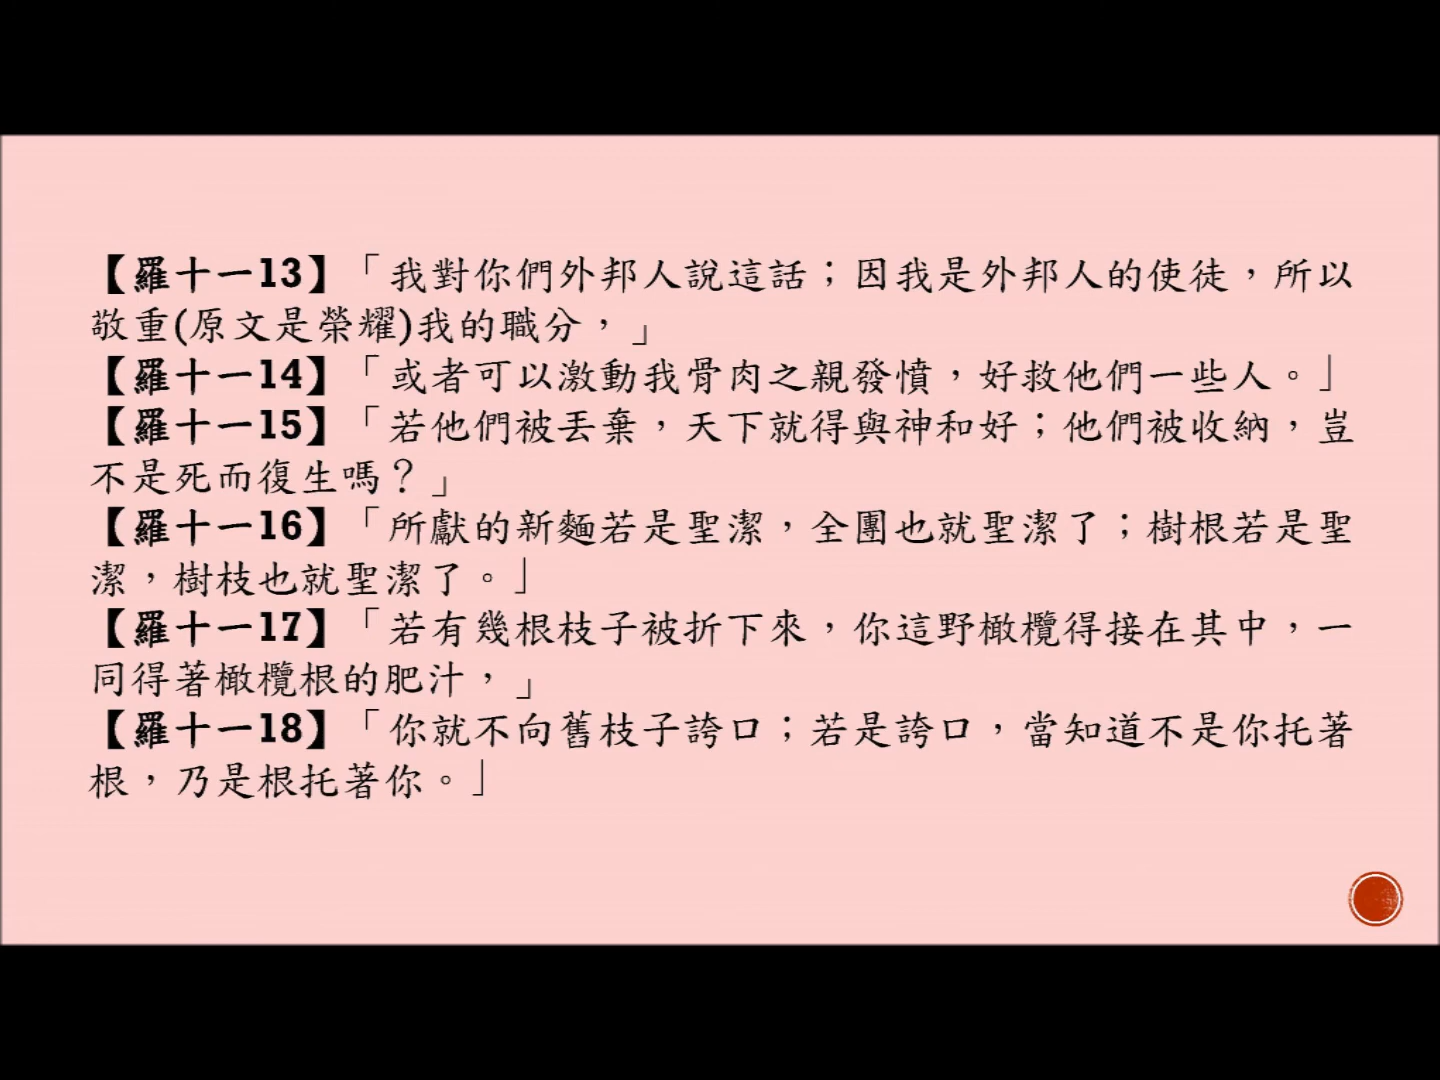 【羅十一13】「我對你們外邦人說這話；因我是外邦人的使徒，所以
敬重(原文是榮耀)我的職分，」
【羅十一14】「或者可以激動我骨肉之親發憤，好救他們一些人。」
【羅十一15】「若他們被丟棄，天下就得與神和好；他們被收納，豈
不是死而復生嗎？」
【羅十一16】「所獻的新麵若是聖潔，全團也就聖潔了；樹根若是聖
潔，樹枝也就聖潔了。」
【羅十一17】「若有幾根枝子被折下來，你這野橄欖得接在其中，一
同得著橄欖根的肥汁，」
【羅十一18】「你就不向舊枝子誇口；若是誇口，當知道不是你托著
根，乃是根托著你。」